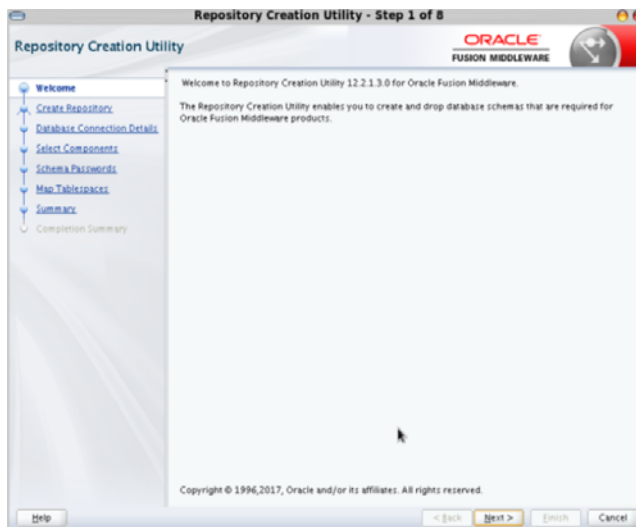 Repository Creation Utility - Step 1 of 8
Repository Creation Utility
ORACLE
FUSION MIDDLEWARE
Welcome
Create Repository
Database Connection Details
Select Components
Schema Passwords
Map Tablespaces
Summary
Completion Summary
Welcome to Repository Creation Utility 12.2.1.3.0 for Oracle Fusion Middleware.
The Repository Creation Utility enables you to create and drop database schemas that are required for
Oracle Fusion Middleware products.
Copyright © 1996,2017, Oracle and/or its affiliates. All rights reserved.
Help
< Back
Next >
Finish
Cancel